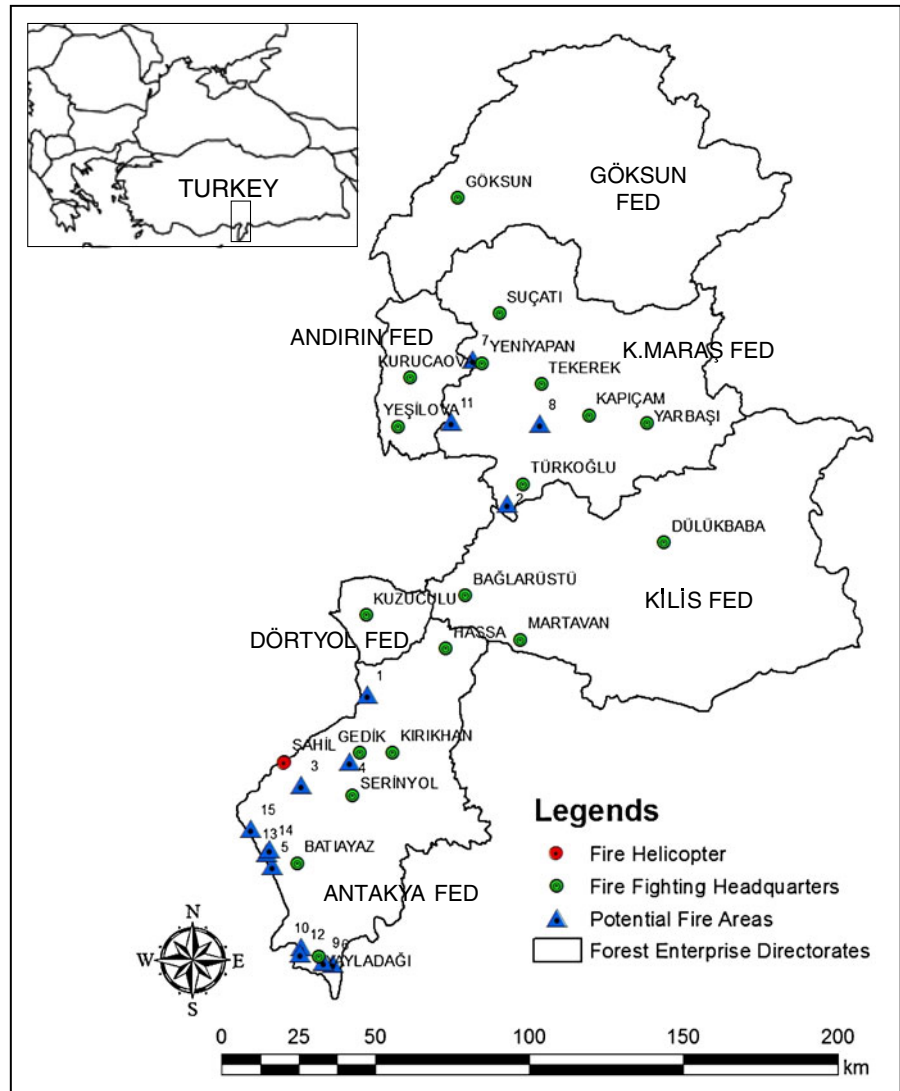 TURKEY
GÖKSUN
GÖKSUN
FED
SUÇATI
ANDIRIN FED
7
YENİYAPAN
K.MARAŞ FED
KURUCAOVA
TEKEREK
YEŞİLOVA
11
8
KAPIÇAM
YARBAŞI
TÜRKOĞLU
2
DÜLÜKBABA
BAĞLARÜSTÜ
KİLİS FED
KUZUCULU
DÖRTYOL FED
HASSA
MARTAVAN
1
SAHİL
GEDİK
KIRIKHAN
3
4
SERİNYOL
15
13
14
5
BATIAYAZ
ANTAKYA FED
10
12
9
6
YAYLADAĞI
Legends
Fire Helicopter
Fire Fighting Headquarters
Potential Fire Areas
Forest Enterprise Directorates
N
W
E
S
0 25 50 100 150 200
km